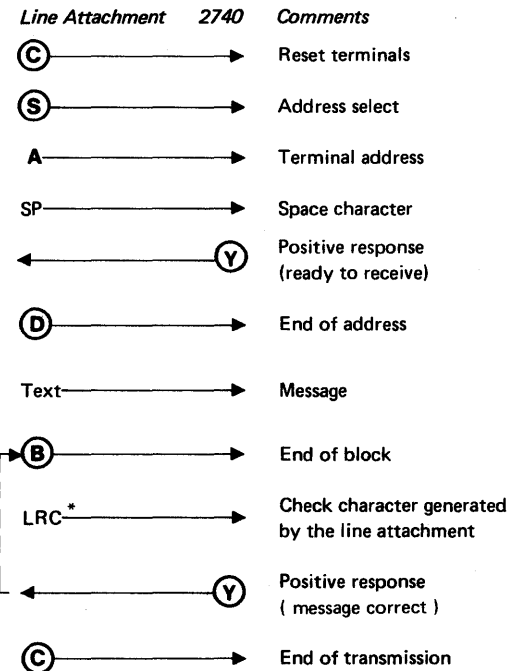 Line Attachment 2740 Comments
C Reset terminals
S Address select
A Terminal address
SP Space character
Y Positive response
(ready to receive)
D End of address
Text Message
B End of block
LRC* Check character generated
by the line attachment
Y Positive response
( message correct )
C End of transmission